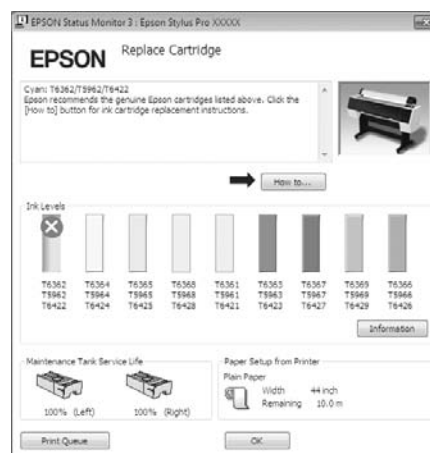 EPSON Status Monitor 3 : Epson Stylus Pro XXXXX
EPSON
Replace Cartridge
Cyan: T6362/T5962/T6422
Epson recommends the genuine Epson cartridges listed above. Click the
[How to] button for ink cartridge replacement instructions.
How to...
Ink Levels
T6362 T6364 T6365 T6368 T6361 T6363 T6367 T6369 T6366
T5962 T5964 T5965 T5968 T5961 T5963 T5967 T5969 T5966
T6422 T6424 T6425 T6428 T6421 T6423 T6427 T6429 T6426
Information
Maintenance Tank Service Life
100% (Left) 100% (Right)
Paper Setup from Printer
Plain Paper
Width 44 inch
Remaining 10.0 m
Print Queue
OK